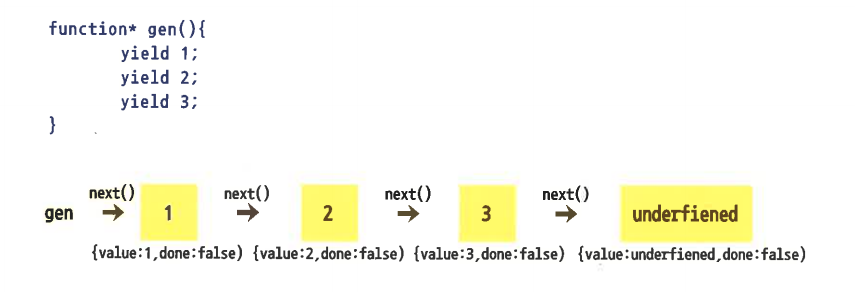 function* gen(){
yield 1;
yield 2;
yield 3;
}
next() next() next() next()
gen → 1 → 2 → 3 → underfiened
{value:1,done:false) {value:2,done:false) {value:3,done:false) {value:underfiened,done:false)